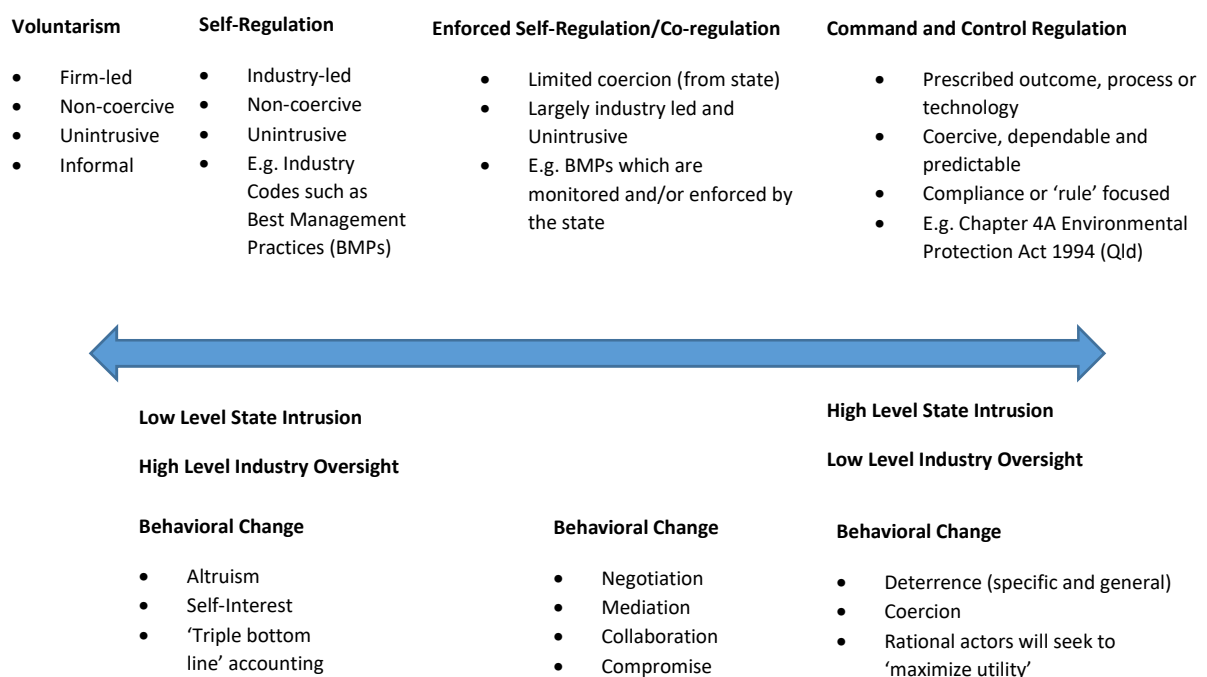 Voluntarism
• Firm-led
• Non-coercive
• Unintrusive
• Informal
Self-Regulation
• Industry-led
• Non-coercive
• Unintrusive
• E.g. Industry
Codes such as
Best Management
Practices (BMPs)
Enforced Self-Regulation/Co-regulation
• Limited coercion (from state)
• Largely industry led and
Unintrusive
• E.g. BMPs which are
monitored and/or enforced by
the state
Command and Control Regulation
• Prescribed outcome, process or
technology
• Coercive, dependable and
predictable
• Compliance or ‘rule’ focused
• E.g. Chapter 4A Environmental
Protection Act 1994 (Qld)
Low Level State Intrusion
High Level Industry Oversight
High Level State Intrusion
Low Level Industry Oversight
Behavioral Change
• Altruism
• Self-Interest
• ‘Triple bottom
line’ accounting
Behavioral Change
• Negotiation
• Mediation
• Collaboration
• Compromise
Behavioral Change
• Deterrence (specific and general)
• Coercion
• Rational actors will seek to
‘maximize utility’